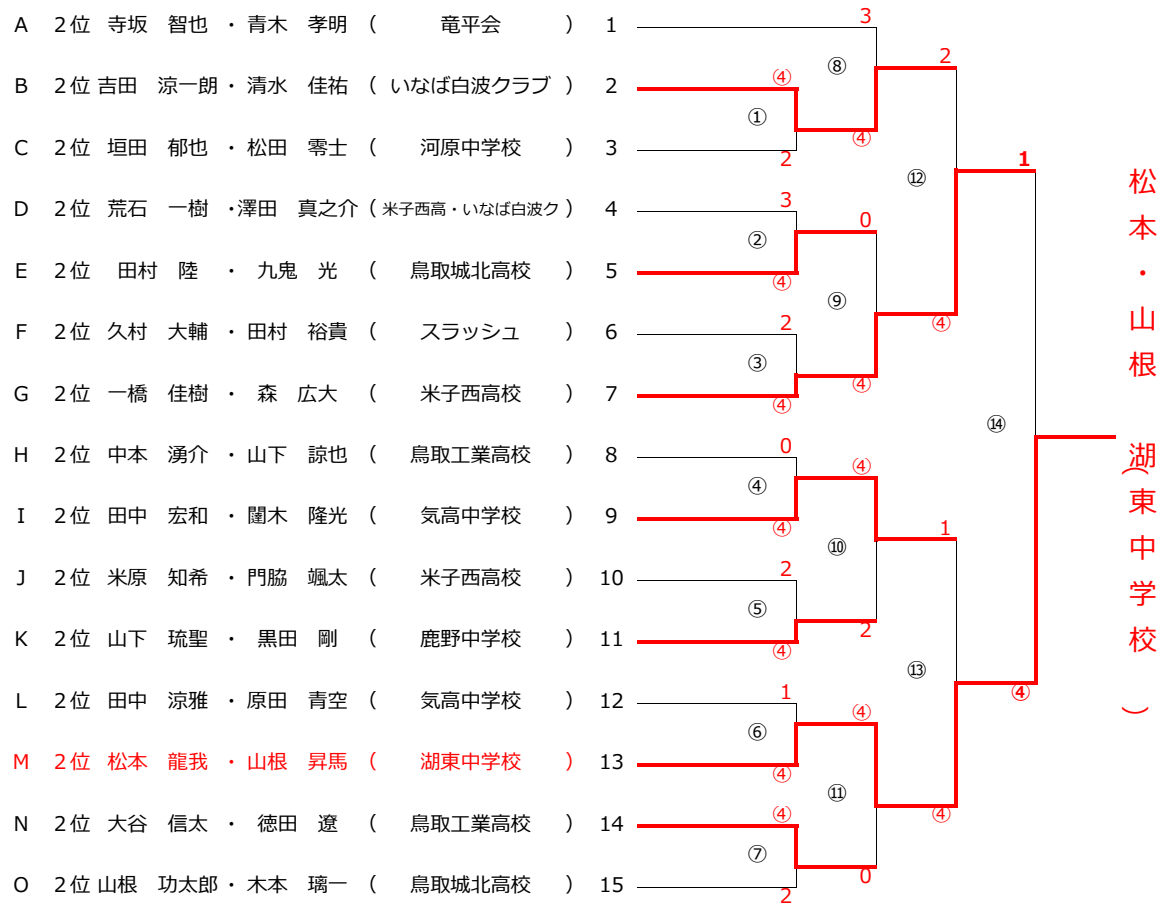 A 2位 寺坂 智也 ・ 青木 孝明 ( 竜平会 ) 1
3
⑧
2
B 2位 吉田 涼一朗 ・ 清水 佳祐 ( いなば白波クラブ ) 2
④
①
④
C 2位 垣田 郁也 ・ 松田 零士 ( 河原中学校 ) 3
2
⑫
1
D 2位 荒石 一樹 ・ 澤田 真之介 ( 米子西高・いなば白波ク ) 4
3
②
0
E 2位 田村 陸 ・ 九鬼 光 ( 鳥取城北高校 ) 5
④
⑨
④
F 2位 久村 大輔 ・ 田村 裕貴 ( スラッシュ ) 6
2
③
④
G 2位 一橋 佳樹 ・ 森 広大 ( 米子西高校 ) 7
④
⑭
H 2位 中本 湧介 ・ 山下 諒也 ( 鳥取工業高校 ) 8
0
④
④
I 2位 田中 宏和 ・ 闔木 隆光 ( 気高中学校 ) 9
④
⑩
1
J 2位 米原 知希 ・ 門脇 颯太 ( 米子西高校 ) 10
2
⑤
2
K 2位 山下 琉聖 ・ 黒田 剛 ( 鹿野中学校 ) 11
④
⑬
④
L 2位 田中 涼雅 ・ 原田 青空 ( 気高中学校 ) 12
1
⑥
④
M 2位 松本 龍我 ・ 山根 昇馬 ( 湖東中学校 ) 13
④
⑪
④
N 2位 大谷 信太 ・ 徳田 遼 ( 鳥取工業高校 ) 14
④
⑦
0
O 2位 山根 功太郎 ・ 木本 璃一 ( 鳥取城北高校 ) 15
2
松本・山根 (湖東中学校)